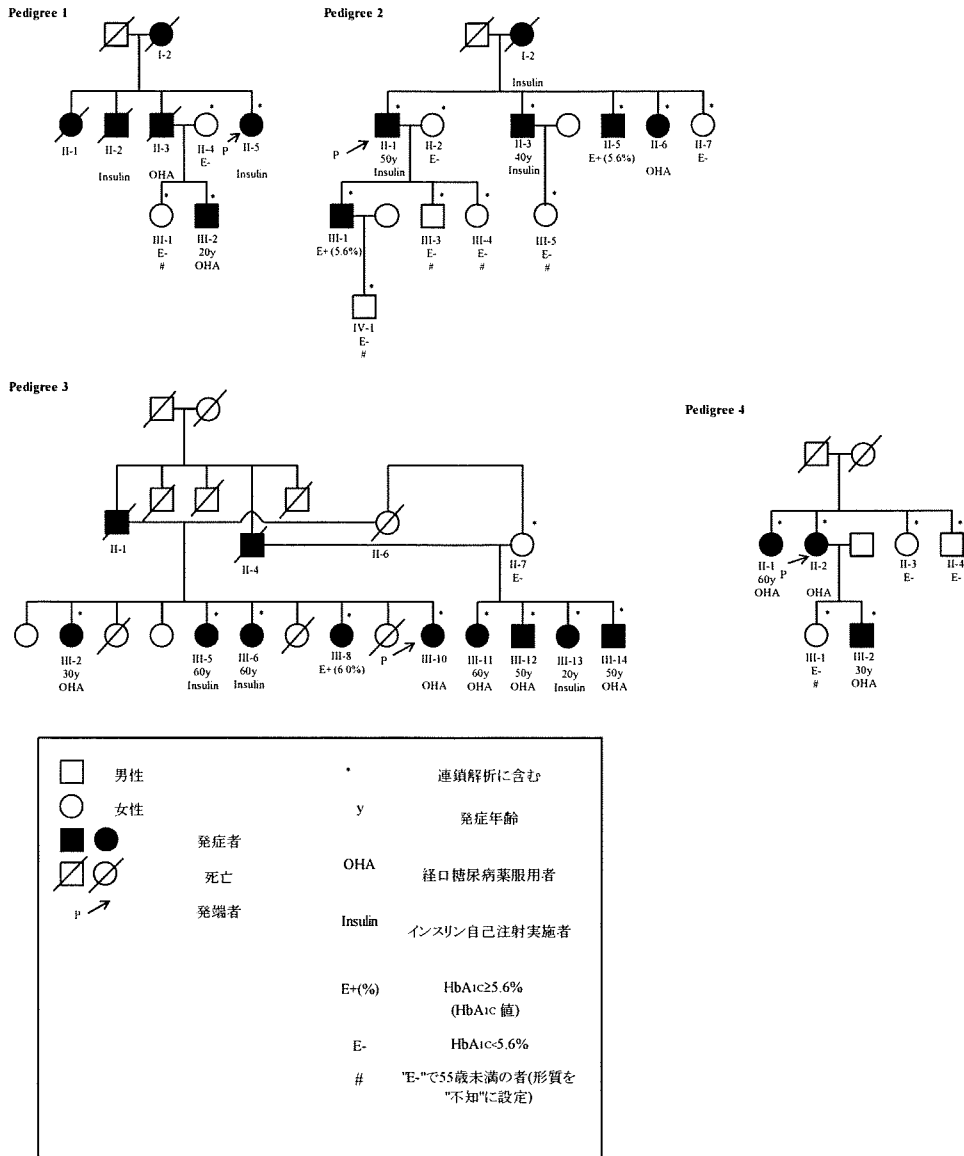 Pedigree 1
I-2
II-1
II-2
II-3
II-4
P
II-5
E-
Insulin
OHA
Insulin
III-1
III-2
E-
20y
#
OHA
Pedigree 2
I-2
Insulin
II-1
II-2
II-3
II-5
II-6
II-7
P
50y
E-
40y
E+ (5.6%)
E-
Insulin
Insulin
OHA
III-1
III-3
III-4
III-5
E+ (5.6%)
E-
E-
E-
#
#
#
IV-1
E-
#
Pedigree 3
II-1
II-4
II-6
II-7
E-
III-2
III-5
III-6
III-8
P
III-10
III-11
III-12
III-13
III-14
30y
60y
60y
E+ (6.0%)
60y
50y
20y
50y
OHA
Insulin
Insulin
OHA
OHA
OHA
Insulin
OHA
Pedigree 4
II-1
P
II-2
II-3
II-4
60y
E-
E-
OHA
OHA
III-1
III-2
E-
30y
#
OHA
男性
* 連鎖解析に含む
女性
y 発症年齢
発症者
OHA 経口糖尿病薬服用者
死亡
P 発端者
Insulin インスリン自己注射実施者
E+(%) HbA1C≥5.6%
(HbA1C 値)
E- HbA1C<5.6%
# "E-"で55歳未満の者(形質を
"不知"に設定)